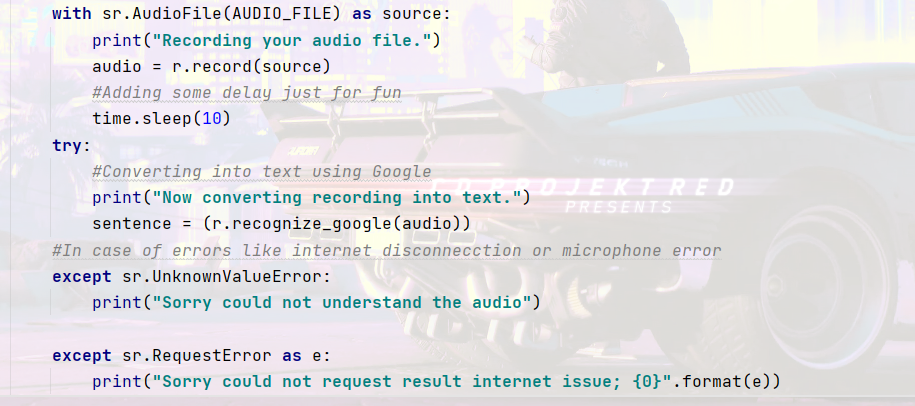 with sr.AudioFile(AUDIO_FILE) as source:
print("Recording your audio file.")
audio = r.record(source)
#Adding some delay just for fun
time.sleep(10)
try:
#Converting into text using Google
print("Now converting recording into text.")
CD PROJEKT RED
PRESENTS
sentence = (r.recognize_google(audio))
#In case of errors like internet disconnecction or microphone error
except sr.UnknownValueError:
print("Sorry could not understand the audio")
except sr.RequestError as e:
print("Sorry could not request result internet issue; {0}".format(e))